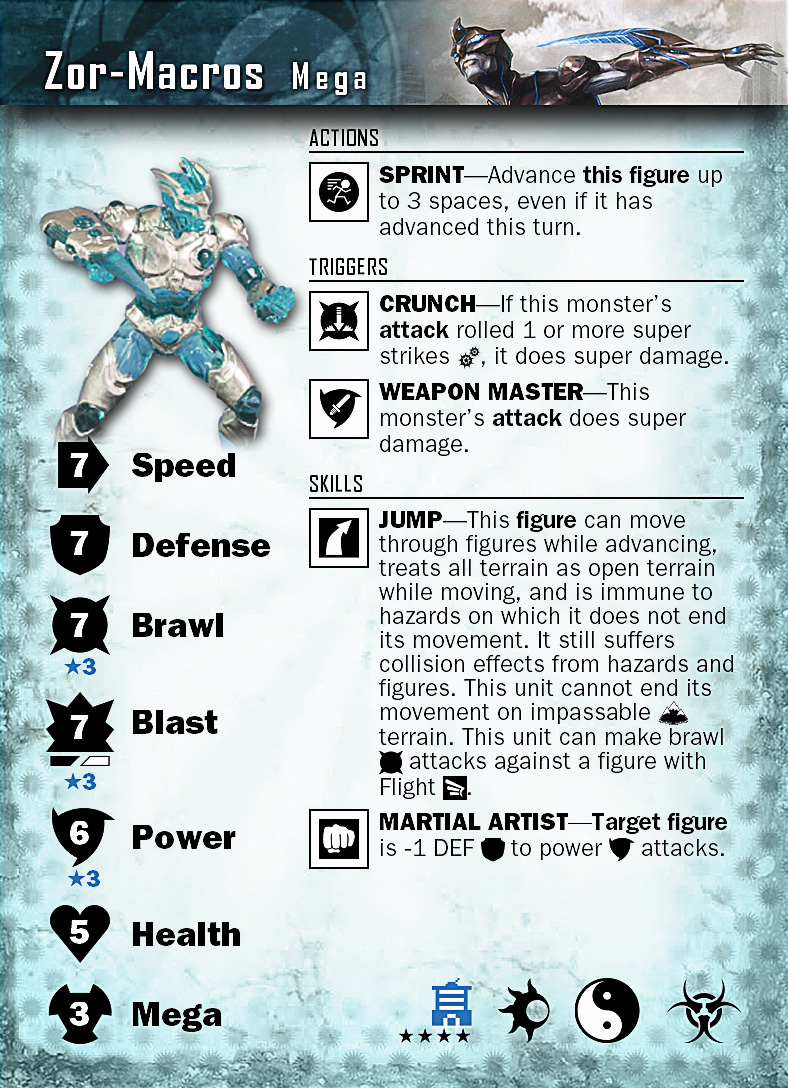 Zor-Macros Mega
ACTIONS
SPRINT—Advance this figure up
to 3 spaces, even if it has
advanced this turn.
TRIGGERS
CRUNCH—If this monster's
attack rolled 1 or more super
strikes , it does super damage.
WEAPON MASTER—This
monster's attack does super
damage.
SKILLS
JUMP—This figure can move
through figures while advancing,
treats all terrain as open terrain
while moving, and is immune to
hazards on which it does not end
its movement. It still suffers
collision effects from hazards and
figures. This unit cannot end its
movement on impassable
terrain. This unit can make brawl
attacks against a figure with
Flight .
MARTIAL ARTIST—Target figure
is -1 DEF to power attacks.
7 Speed
7 Defense
7 Brawl
★3
7 Blast
★3
6 Power
★3
5 Health
3 Mega
★★★★